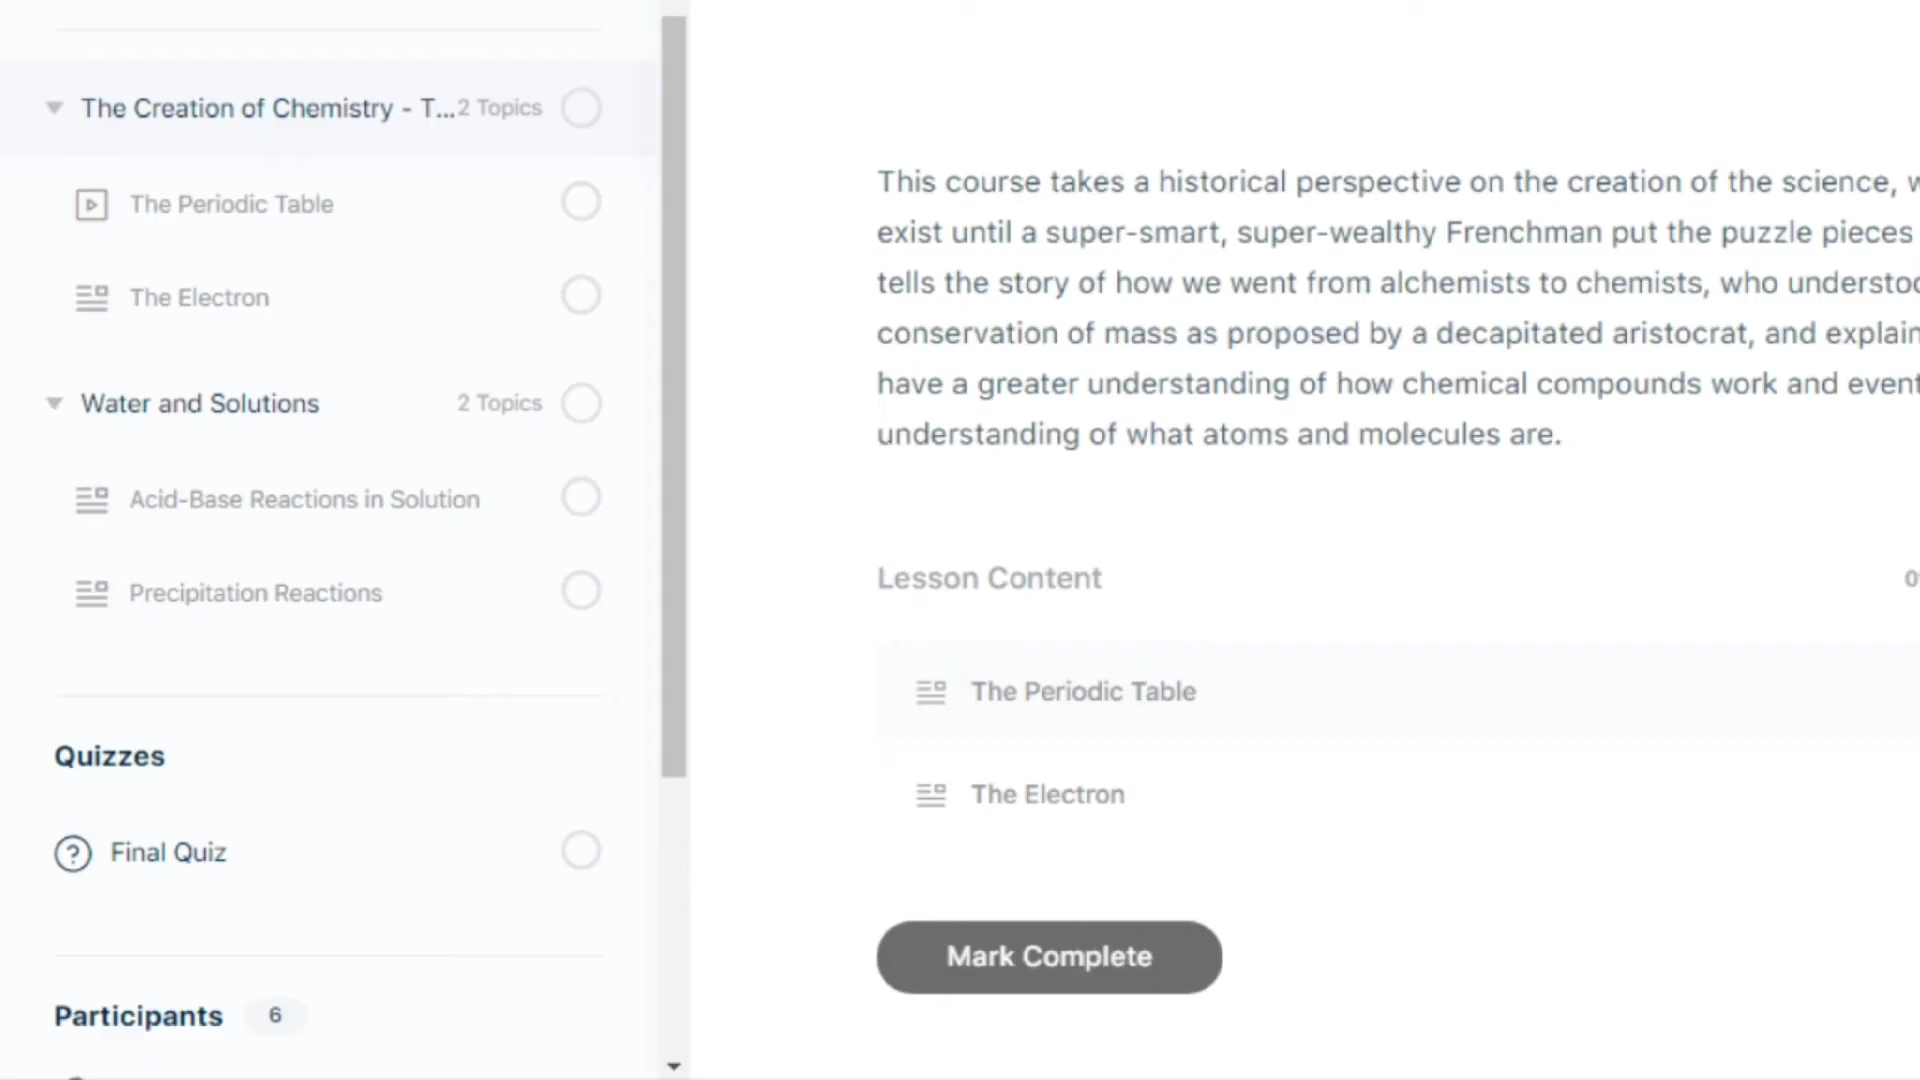 The Creation of Chemistry - T... 2 Topics
The Periodic Table
The Electron
Water and Solutions 2 Topics
Acid-Base Reactions in Solution
Precipitation Reactions
Quizzes
Final Quiz
Participants 6
This course takes a historical perspective on the creation of the science,
exist until a super-smart, super-wealthy Frenchman put the puzzle pieces
tells the story of how we went from alchemists to chemists, who
conservation of mass as proposed by a decapitated aristocrat, and
have a greater understanding of how chemical compounds work and
understanding of what atoms and molecules are.
Lesson Content
The Periodic Table
The Electron
Mark Complete